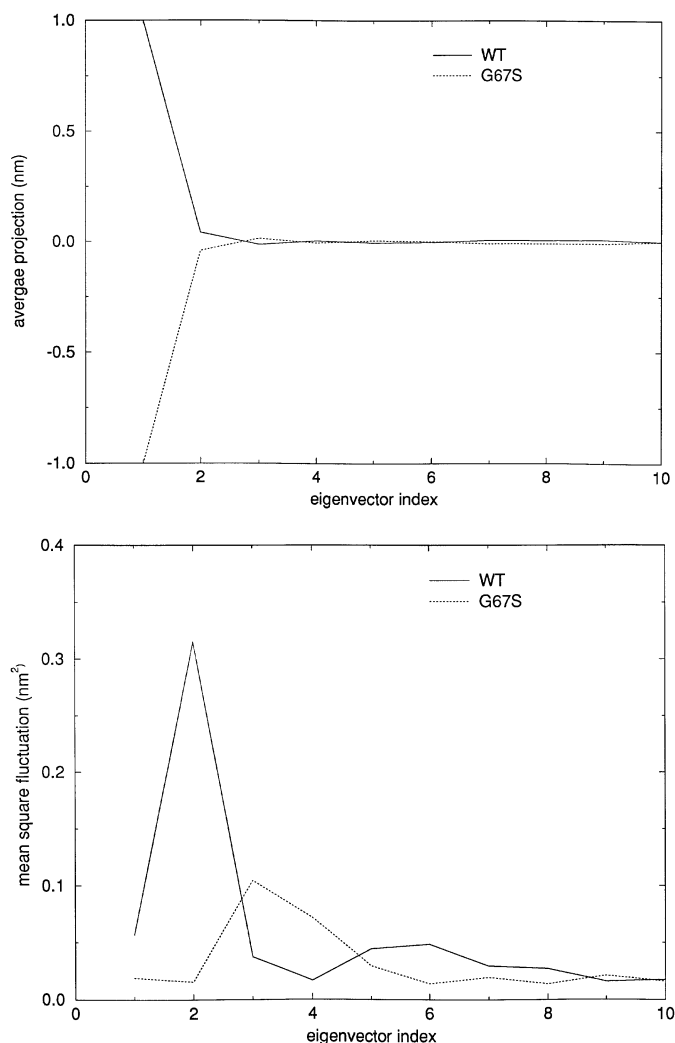 1.0
WT
G67S
0.5
0.0
-0.5
-1.0
avergae projection (nm)
0 2 4 6 8 10
eigenvector index
0.4
WT
G67S
0.3
0.2
0.1
0.0
mean square fluctuation (nm²)
0 2 4 6 8 10
eigenvector index